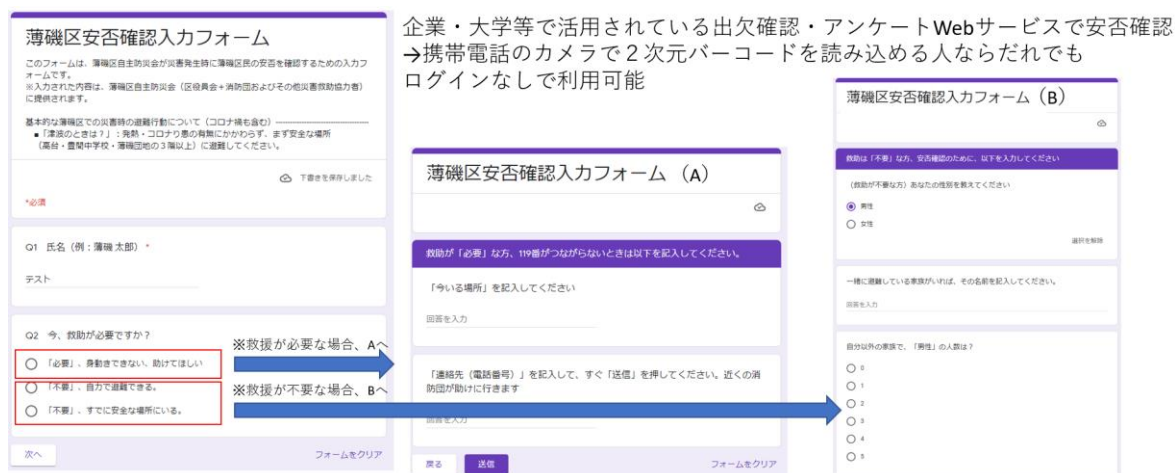 企業・大学等で活用されている出欠確認・アンケートWebサービスで安否確認
→携帯電話のカメラで２次元バーコードを読み込める人ならだれでも
ログインなしで利用可能
薄磯区安否確認入力フォーム
このフォームは、薄磯区自主防災会が災害発生時に薄磯区民の安否を確認するための入力フ
ォームです。
※入力された内容は、薄磯区自主防災会（区役員会＋消防団およびその他災害救助協力者）
に提供されます。
基本的な薄磯区での災害時の避難行動について（コロナ禍も含む）
■「津波のときは？」：発熱・コロナり患の有無にかかわらず、まず安全な場所
（高台・豊間中学校・薄磯団地の３階以上）に避難してください。
下書きを保存しました
*必須
Q1 氏名（例：薄磯 太郎） *
テスト
Q2 今、救助が必要ですか？
「必要」、身動きできない、助けてほしい
「不要」、自力で避難できる。
「不要」、すでに安全な場所にいる。
次へ
フォームをクリア
※救援が必要な場合、Aへ
※救援が不要な場合、Bへ
薄磯区安否確認入力フォーム （A）
救助が「必要」な方、119番がつながらないときは以下を記入してください。
「今いる場所」を記入してください
回答を入力
「連絡先（電話番号）」を記入して、すぐ「送信」を押してください。近くの消
防団が助けに行きます
回答を入力
戻る
送信
フォームをクリア
薄磯区安否確認入力フォーム（B）
救助は「不要」な方、安否確認のために、以下を入力してください
（救助が不要な方）あなたの性別を教えてください
男性
女性
選択を解除
一緒に避難している家族がいれば、その名前を記入してください。
回答を入力
自分以外の家族で、「男性」の人数は？
0
1
2
3
4
5